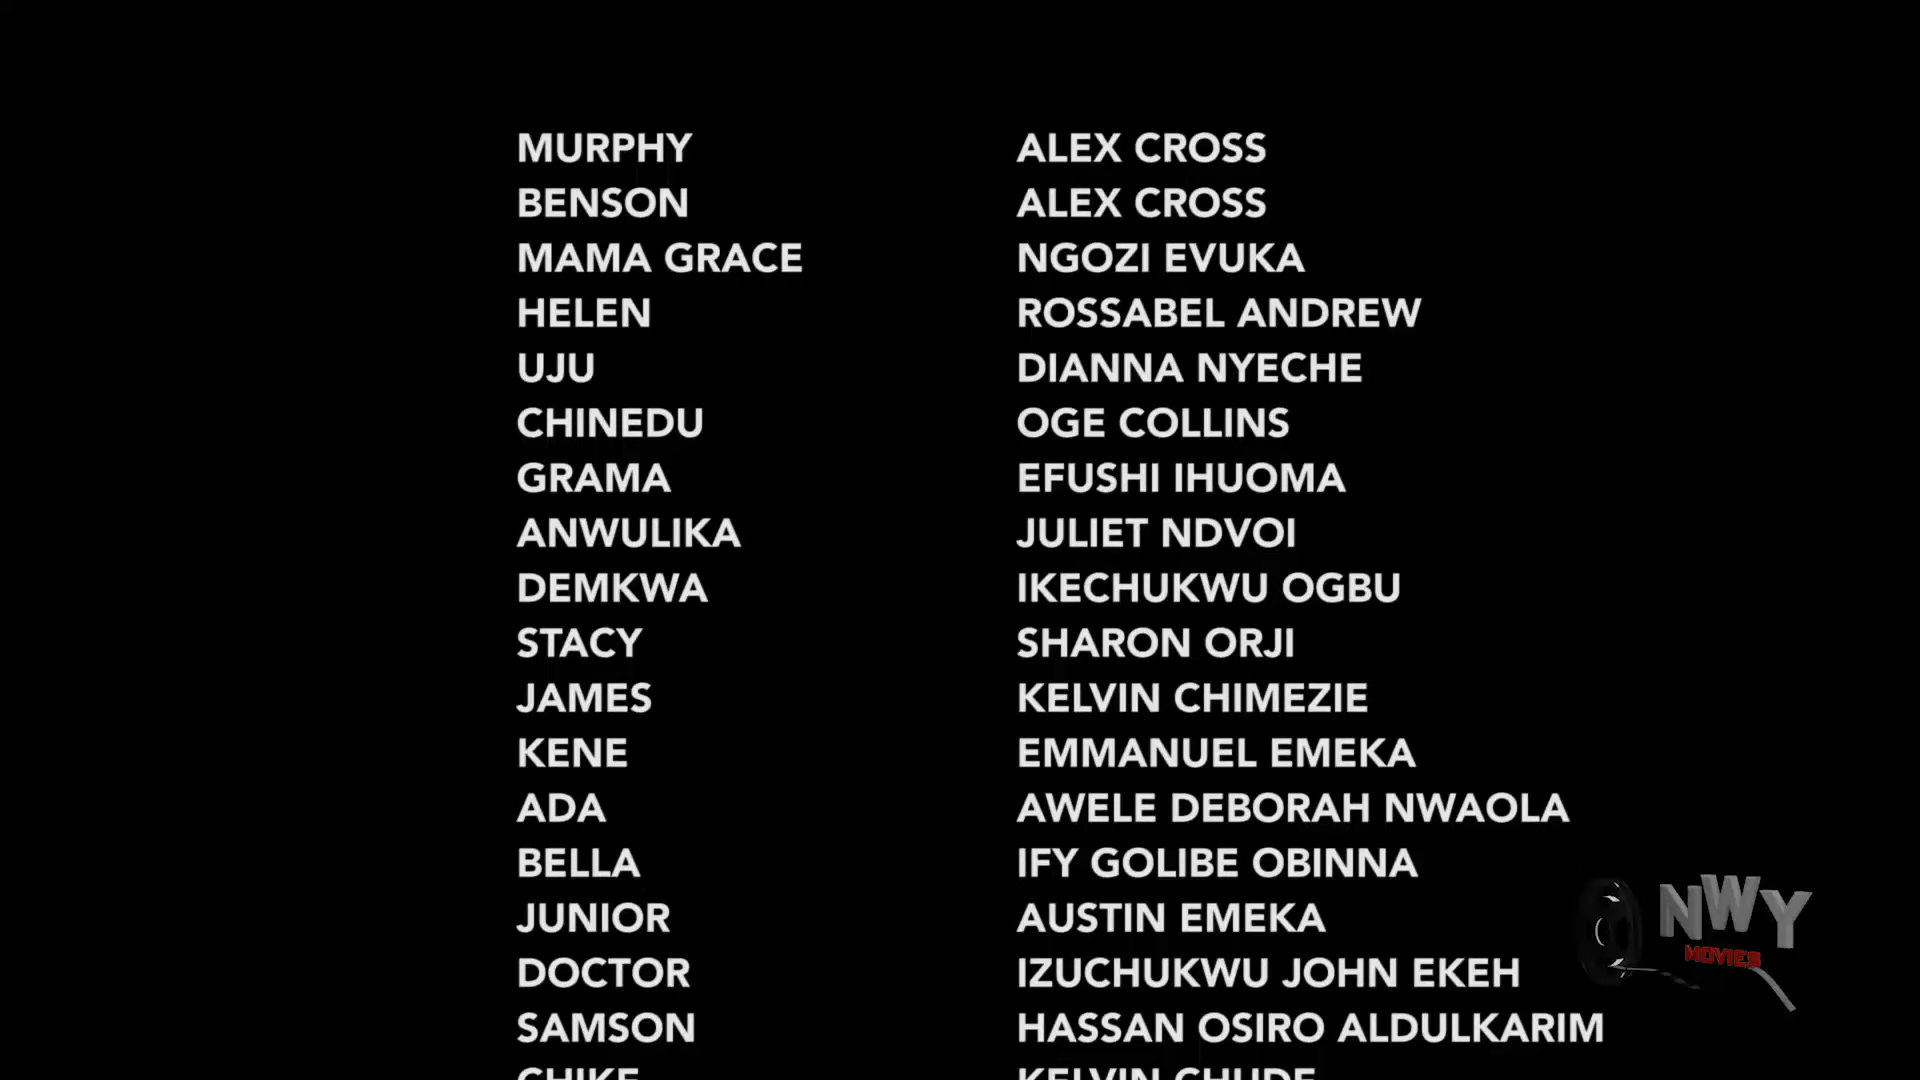 MURPHY ALEX CROSS
BENSON ALEX CROSS
MAMA GRACE NGOZI EVUKA
HELEN ROSSABEL ANDREW
UJU DIANNA NYECHE
CHINEDU OGE COLLINS
GRAMA EFUSHI IHUOMA
ANWULIKA JULIET NDVOI
DEMKWA IKECHUKWU OGBU
STACY SHARON ORJI
JAMES KELVIN CHIMEZIE
KENE EMMANUEL EMEKA
ADA AWELE DEBORAH NWAOLA
BELLA IFY GOLIBE OBINNA
JUNIOR AUSTIN EMEKA
DOCTOR IZUCHUKWU JOHN EKEH
SAMSON HASSAN OSIRO ALDULKARIM
CHIKE KELVIN CHUDE
NWY
MOVIES